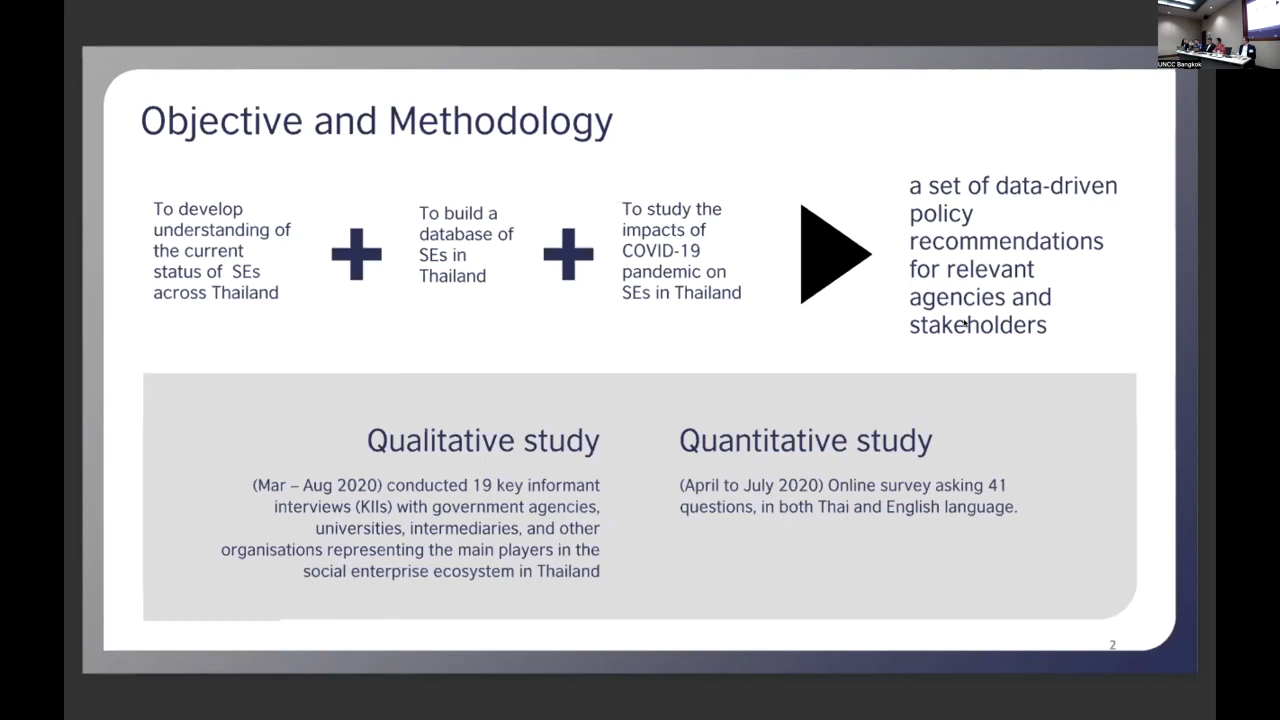 UNCC Bangkok
Objective and Methodology
To develop
understanding of
the current
status of SEs
across Thailand
To build a
database of
SEs in
Thailand
To study the
impacts of
COVID-19
pandemic on
SEs in Thailand
a set of data-driven
policy
recommendations
for relevant
agencies and
stakeholders
Qualitative study
(Mar – Aug 2020) conducted 19 key informant
interviews (KIIs) with government agencies,
universities, intermediaries, and other
organisations representing the main players in the
social enterprise ecosystem in Thailand
Quantitative study
(April to July 2020) Online survey asking 41
questions, in both Thai and English language.
2